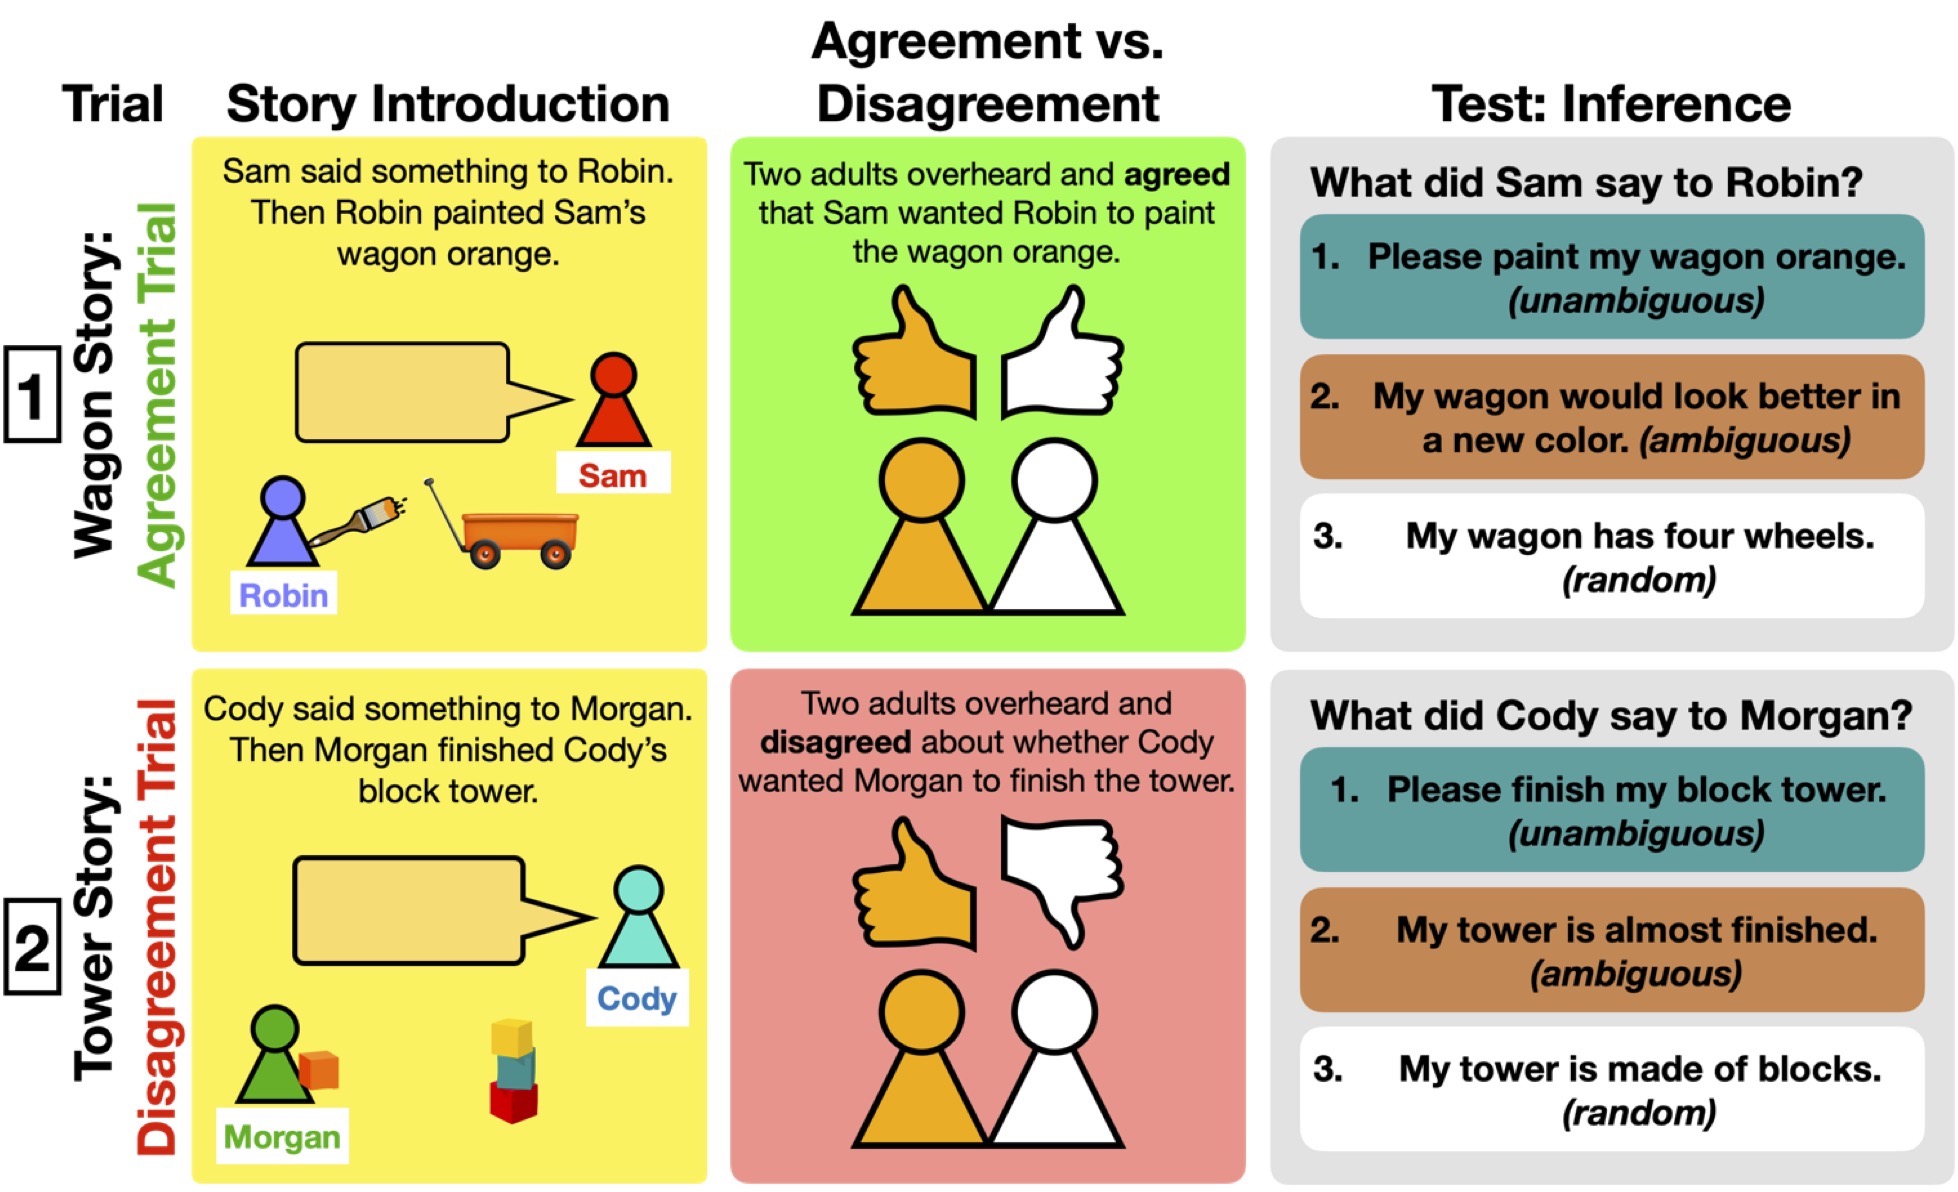 Trial
Story Introduction
Agreement vs.
Disagreement
Test: Inference
1
Wagon Story:
Agreement Trial
Sam said something to Robin.
Then Robin painted Sam's
wagon orange.
Sam
Robin
Two adults overheard and agreed
that Sam wanted Robin to paint
the wagon orange.
What did Sam say to Robin?
1. Please paint my wagon orange.
(unambiguous)
2. My wagon would look better in
a new color. (ambiguous)
3. My wagon has four wheels.
(random)
2
Tower Story:
Disagreement Trial
Cody said something to Morgan.
Then Morgan finished Cody's
block tower.
Cody
Morgan
Two adults overheard and
disagreed about whether Cody
wanted Morgan to finish the tower.
What did Cody say to Morgan?
1. Please finish my block tower.
(unambiguous)
2. My tower is almost finished.
(ambiguous)
3. My tower is made of blocks.
(random)